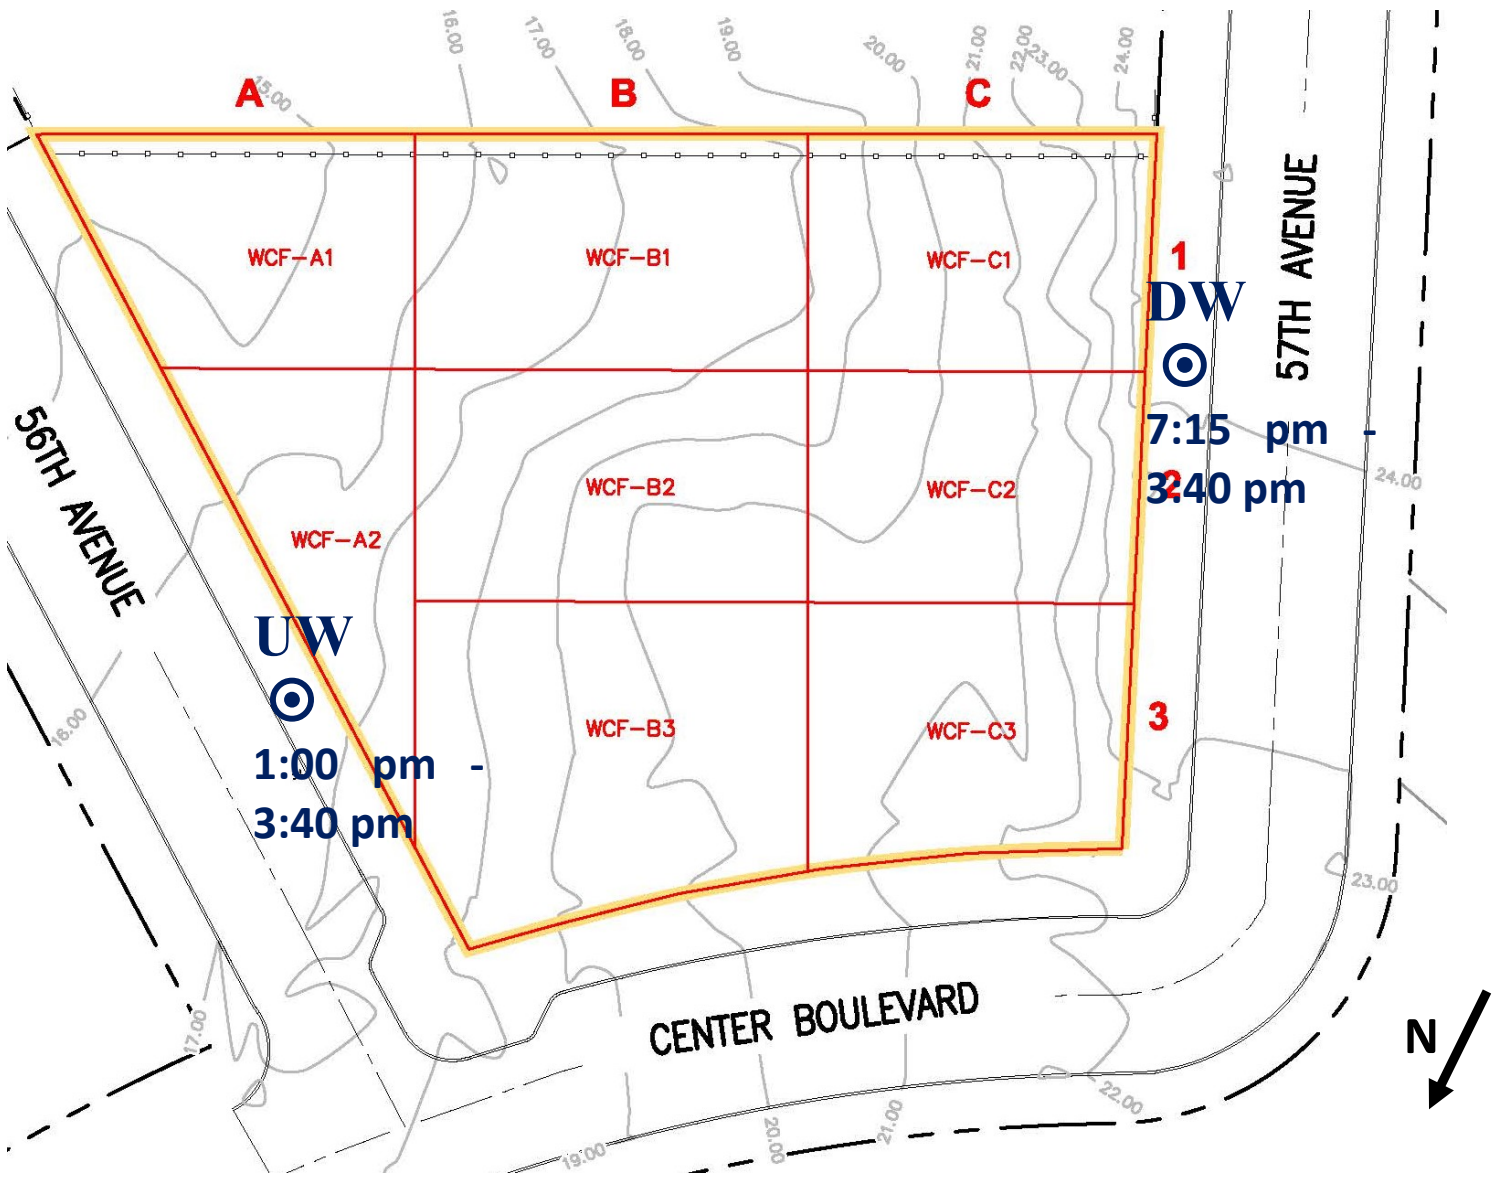 16.00
17.00
18.00
19.00
20.00
21.00
22.00
23.00
24.00
A
15.00
B
C
57TH AVENUE
WCF-A1
WCF-B1
WCF-C1
1
DW
7:15 pm -
3:40 pm
2
24.00
56TH AVENUE
WCF-B2
WCF-C2
WCF-A2
UW
1:00 pm -
3:40 pm
16.00
WCF-B3
WCF-C3
3
23.00
CENTER BOULEVARD
17.00
N
22.00
21.00
20.00
19.00